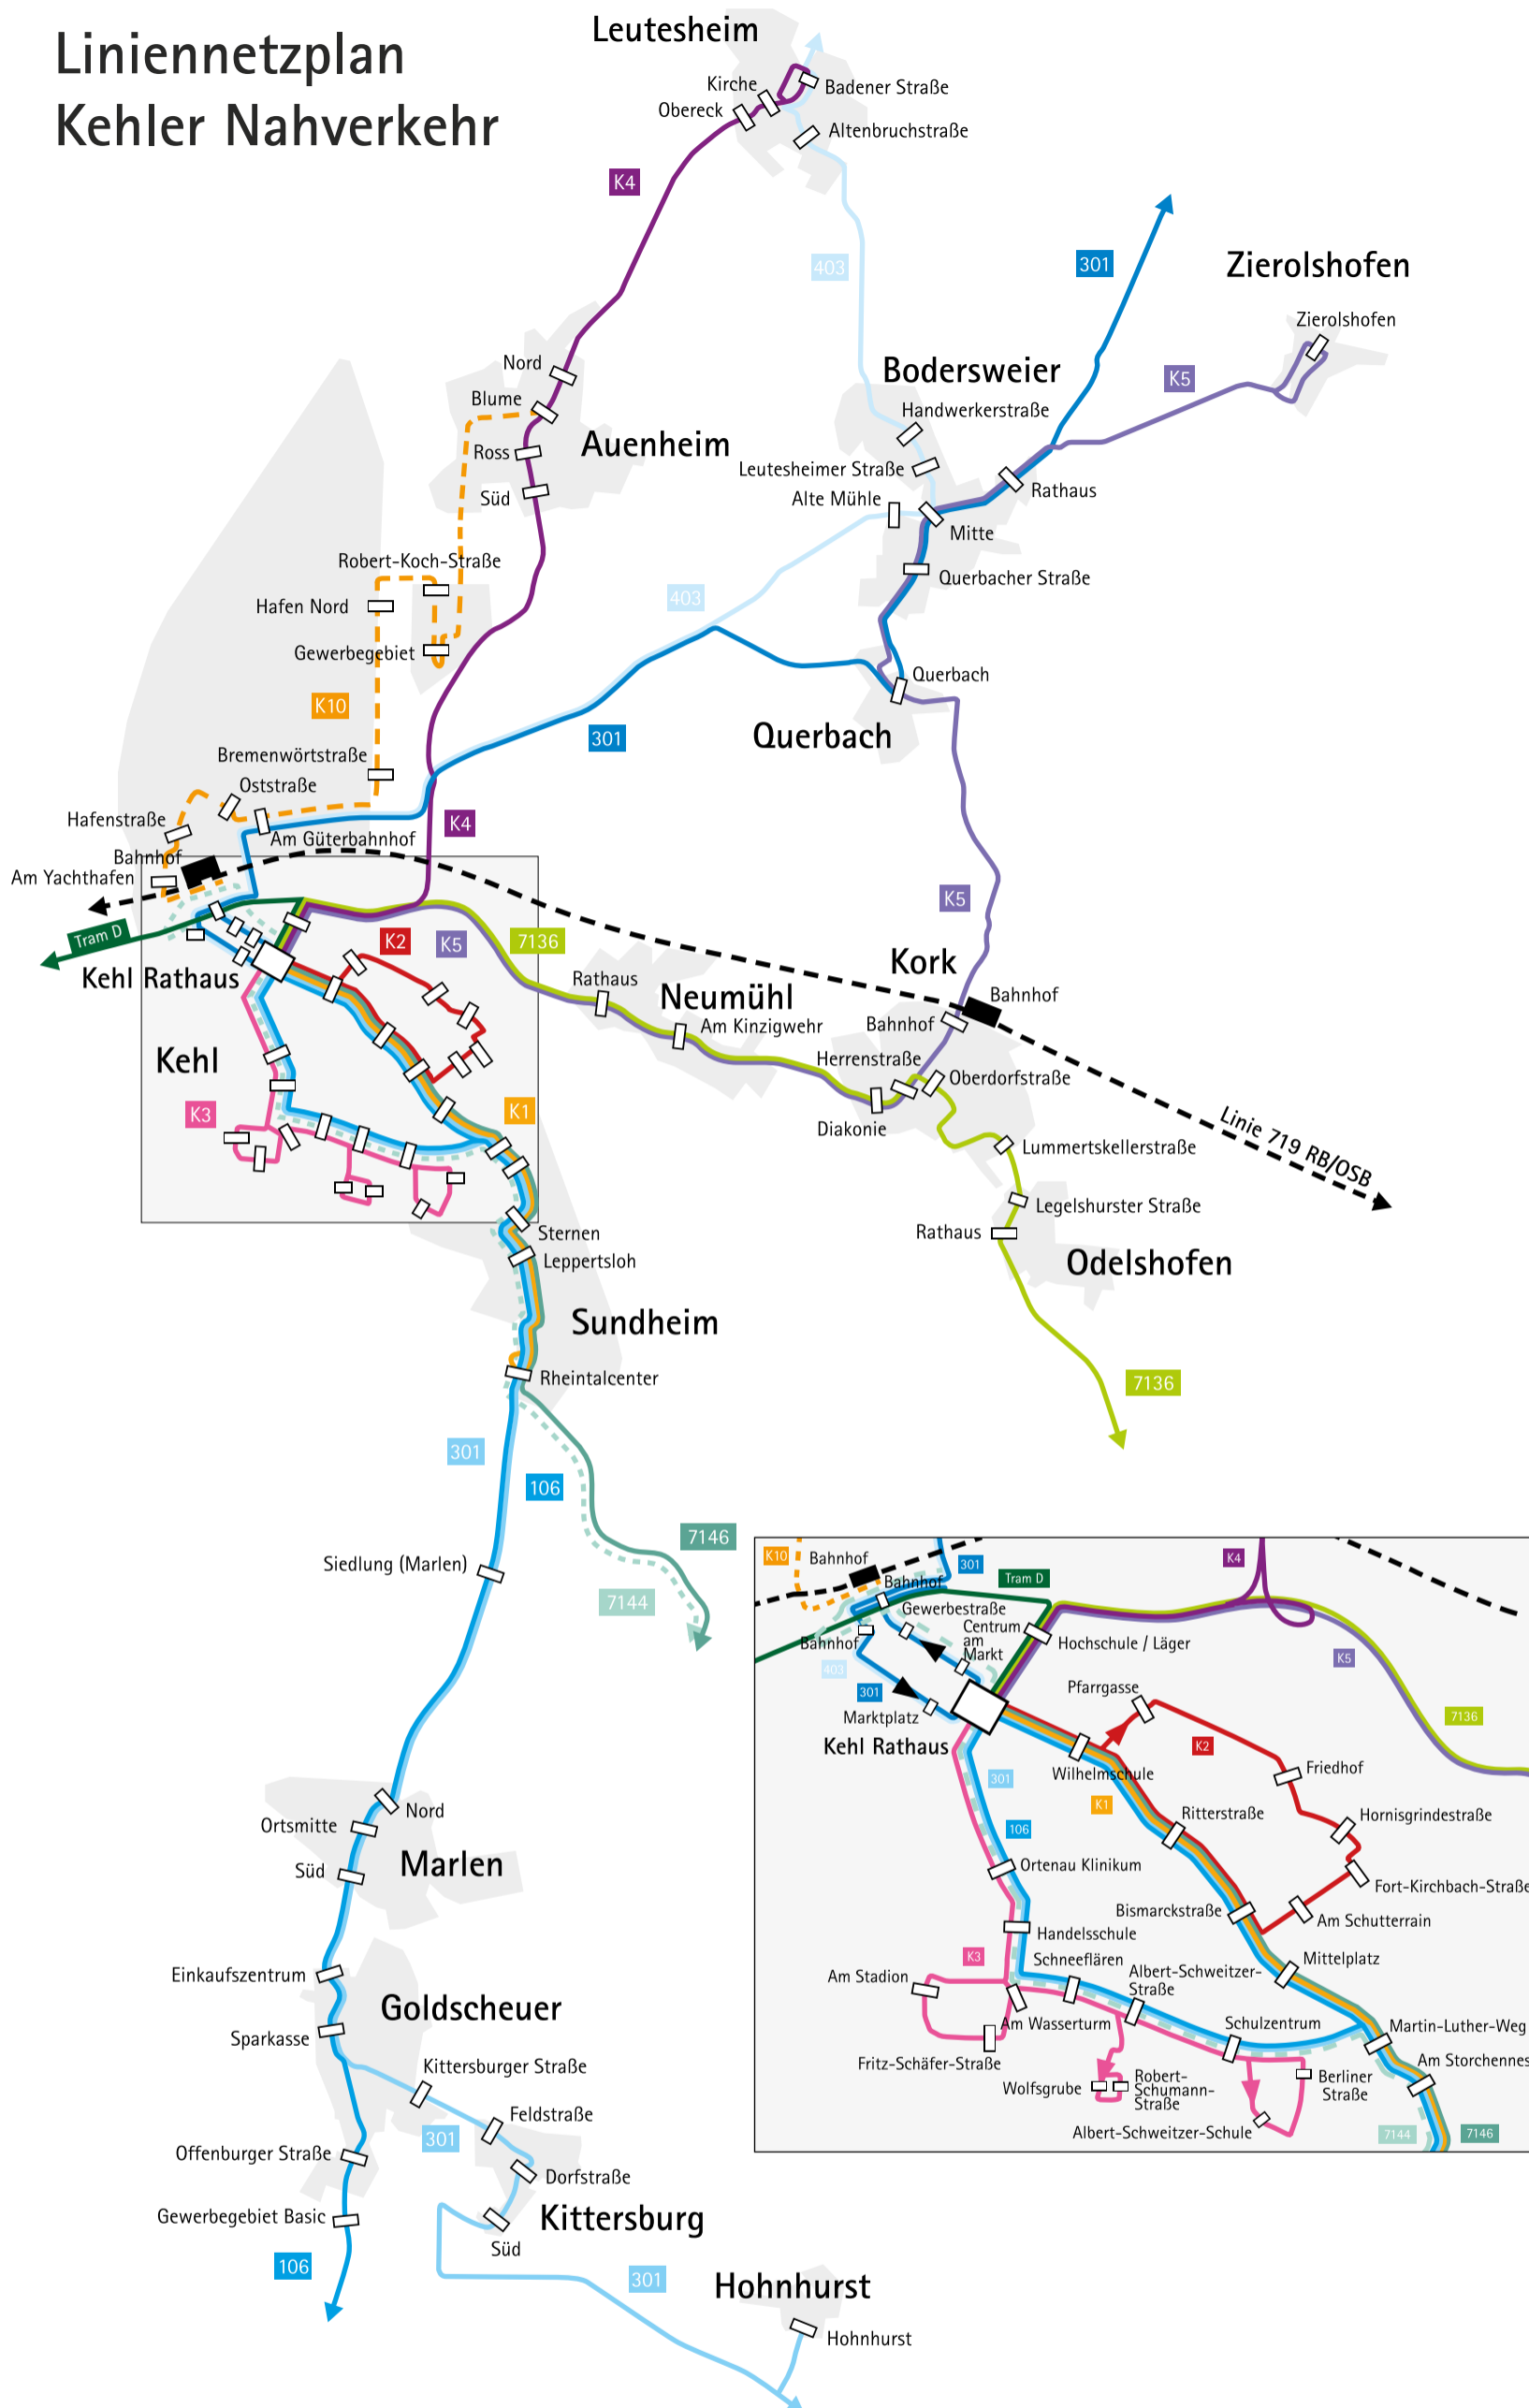 Liniennetzplan
Kehler Nahverkehr
Leutesheim
Kirche
Badener Straße
Obereck
Altenbruchstraße
K4
403
301
Zierolshofen
Zierolshofen
K5
Bodersweier
Handwerkerstraße
Nord
Blume
Auenheim
Ross
Süd
Leutesheimer Straße
Alte Mühle
Rathaus
Mitte
Querbacher Straße
Robert-Koch-Straße
Hafen Nord
403
Gewerbegebiet
Querbach
K10
301
Querbach
Bremenwörtstraße
Oststraße
Hafenstraße
K4
Am Güterbahnhof
Bahnhof
Am Yachthafen
K5
Tram D
K2
K5
7136
Kork
Kehl Rathaus
Rathaus
Neumühl
Bahnhof
Am Kinzigwehr
Bahnhof
Kehl
Herrenstraße
Oberdorfstraße
K3
K1
Diakonie
Linie 719 RB/OSB
Lummertskellerstraße
Legelshurster Straße
Rathaus
Sternen
Leppertsloh
Odelshofen
Sundheim
Rheintalcenter
7136
301
106
7146
Siedlung (Marlen)
7144
Nord
Ortsmitte
Süd
Marlen
Einkaufszentrum
Goldscheuer
Sparkasse
Kittersburger Straße
Feldstraße
301
Offenburger Straße
Dorfstraße
Gewerbegebiet Basic
Kittersburg
Süd
106
301
Hohnhurst
Hohnhurst
K10
Bahnhof
301
K4
Tram D
Bahnhof
Gewerbestraße
Centrum
am
Markt
Bahnhof
Hochschule / Läger
K5
403
301
Pfarrgasse
Marktplatz
7136
Kehl Rathaus
K2
Wilhelmschule
Friedhof
301
K1
Ritterstraße
Hornisgrindestraße
106
Ortenau Klinikum
Fort-Kirchbach-Straße
Bismarckstraße
Am Schutterrain
Handelsschule
K3
Schneeflären
Mittelplatz
Am Stadion
Albert-Schweitzer-
Straße
Am Wasserturm
Schulzentrum
Martin-Luther-Weg
Fritz-Schäfer-Straße
Am Storchennest
Wolfsgrube
Robert-
Schumann-
Straße
Berliner
Straße
Albert-Schweitzer-Schule
7144
7146